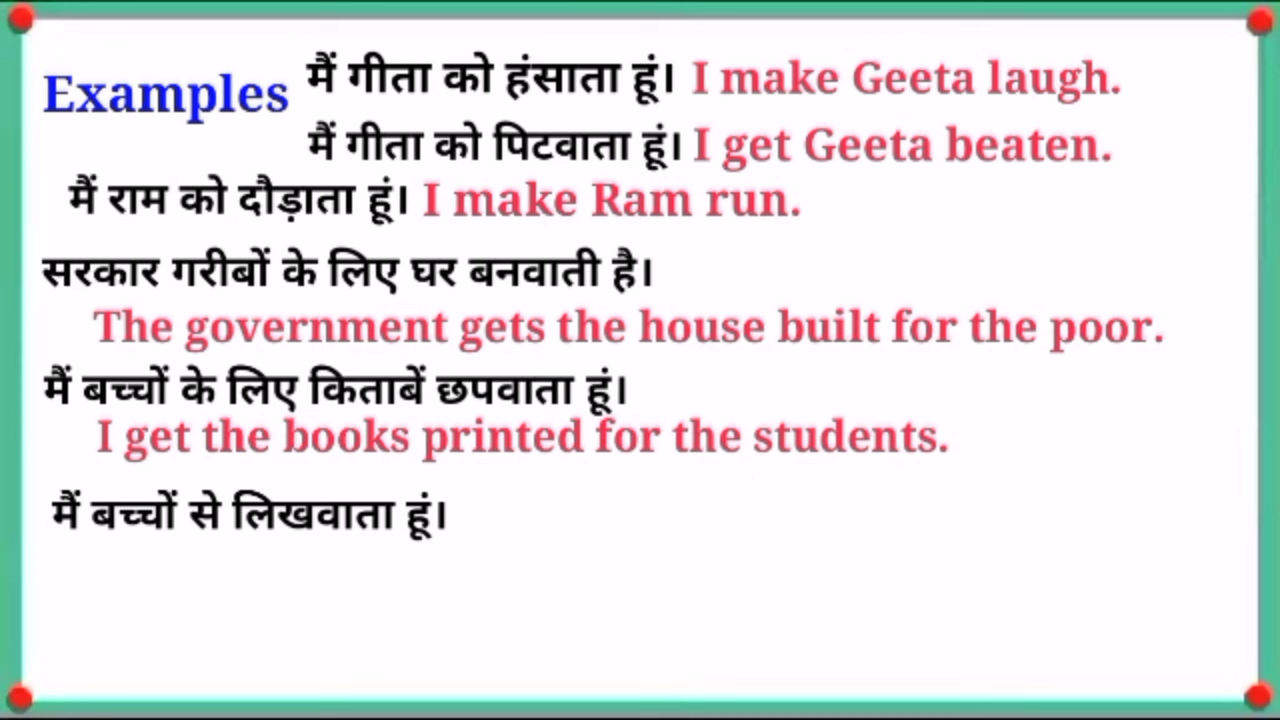 Examples मैं गीता को हंसाता हूं। I make Geeta laugh.
मैं गीता को पिटवाता हूं। I get Geeta beaten.
मैं राम को दौड़ाता हूं। I make Ram run.
सरकार गरीबों के लिए घर बनवाती है।
The government gets the house built for the poor.
मैं बच्चों के लिए किताबें छपवाता हूं।
I get the books printed for the students.
मैं बच्चों से लिखवाता हूं।